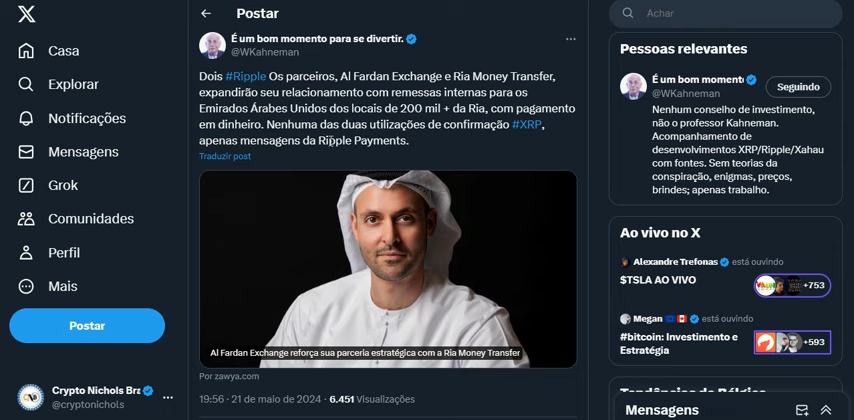 Postar
Achar
Casa
Explorar
Notificações
Mensagens
Grok
Comunidades
Perfil
Mais
Postar
Crypto Nichols Bra
@cryptonichols
É um bom momento para se divertir.
@WKahneman
Dois #Ripple Os parceiros, Al Fardan Exchange e Ria Money Transfer,
expandirão seu relacionamento com remessas internas para os
Emirados Árabes Unidos dos locais de 200 mil + da Ria, com pagamento
em dinheiro. Nenhuma das duas utilizações de confirmação #XRP,
apenas mensagens da Ripple Payments.
Traduzir post
Al Fardan Exchange reforça sua parceria estratégica com a Ria Money Transfer
Por zawya.com
19:56 · 21 de maio de 2024 · 6.451 Visualizações
Pessoas relevantes
É um bom momento
@WKahneman
Seguindo
Nenhum conselho de investimento,
não o professor Kahneman.
Acompanhamento de
desenvolvimentos XRP/Ripple/Xahau
com fontes. Sem teorias da
conspiração, enigmas, preços,
brindes; apenas trabalho.
Ao vivo no X
Alexandre Trefonas está ouvindo
$TSLA AO VIVO
+753
Megan está ouvindo
#bitcoin: Investimento e
Estratégia
+593
Mensagens